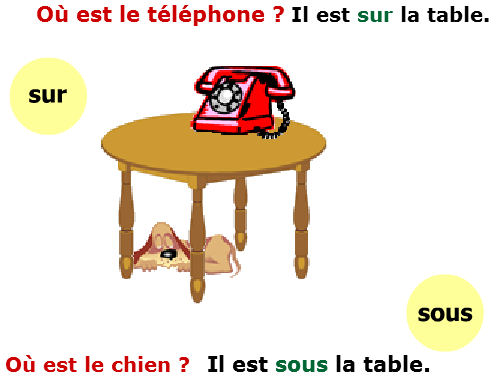 Où est le téléphone ? Il est sur la table.
sur
sous
Où est le chien ? Il est sous la table.